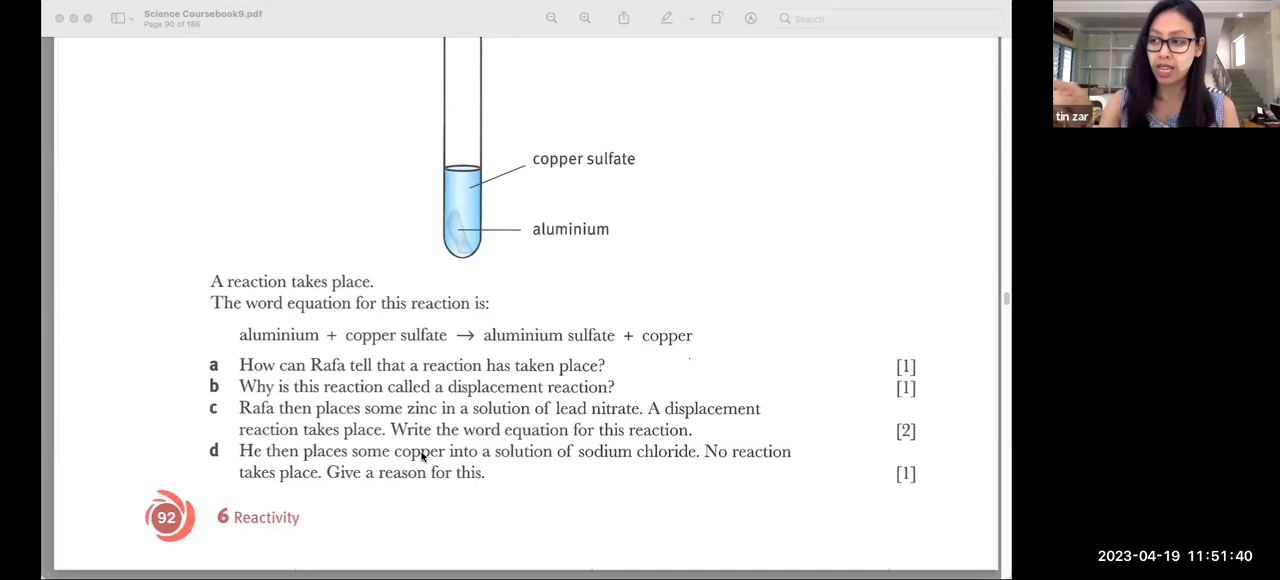 Science Coursebook9.pdf
Page 90 of 186
Search
tin zar
copper sulfate
aluminium
A reaction takes place.
The word equation for this reaction is:
aluminium + copper sulfate → aluminium sulfate + copper
a How can Rafa tell that a reaction has taken place? [1]
b Why is this reaction called a displacement reaction? [1]
c Rafa then places some zinc in a solution of lead nitrate. A displacement
reaction takes place. Write the word equation for this reaction. [2]
d He then places some copper into a solution of sodium chloride. No reaction
takes place. Give a reason for this. [1]
92 6 Reactivity
2023-04-19 11:51:40